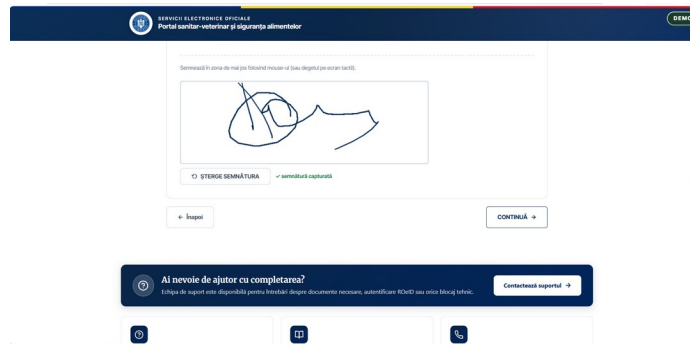 SERVICII ELECTRONICE OFICIALE
Portal sanitar-veterinar și siguranța alimentelor
DEMO
Semnează în zona de mai jos folosind mouse-ul (sau degetul pe ecran tactil).
ȘTERGE SEMNĂTURA
✓ semnătură capturată
← Înapoi
CONTINUĂ →
Ai nevoie de ajutor cu completarea?
Echipa de suport este disponibilă pentru întrebări despre documente necesare, autentificare ROeID sau orice blocaj tehnic.
Contactează suportul →